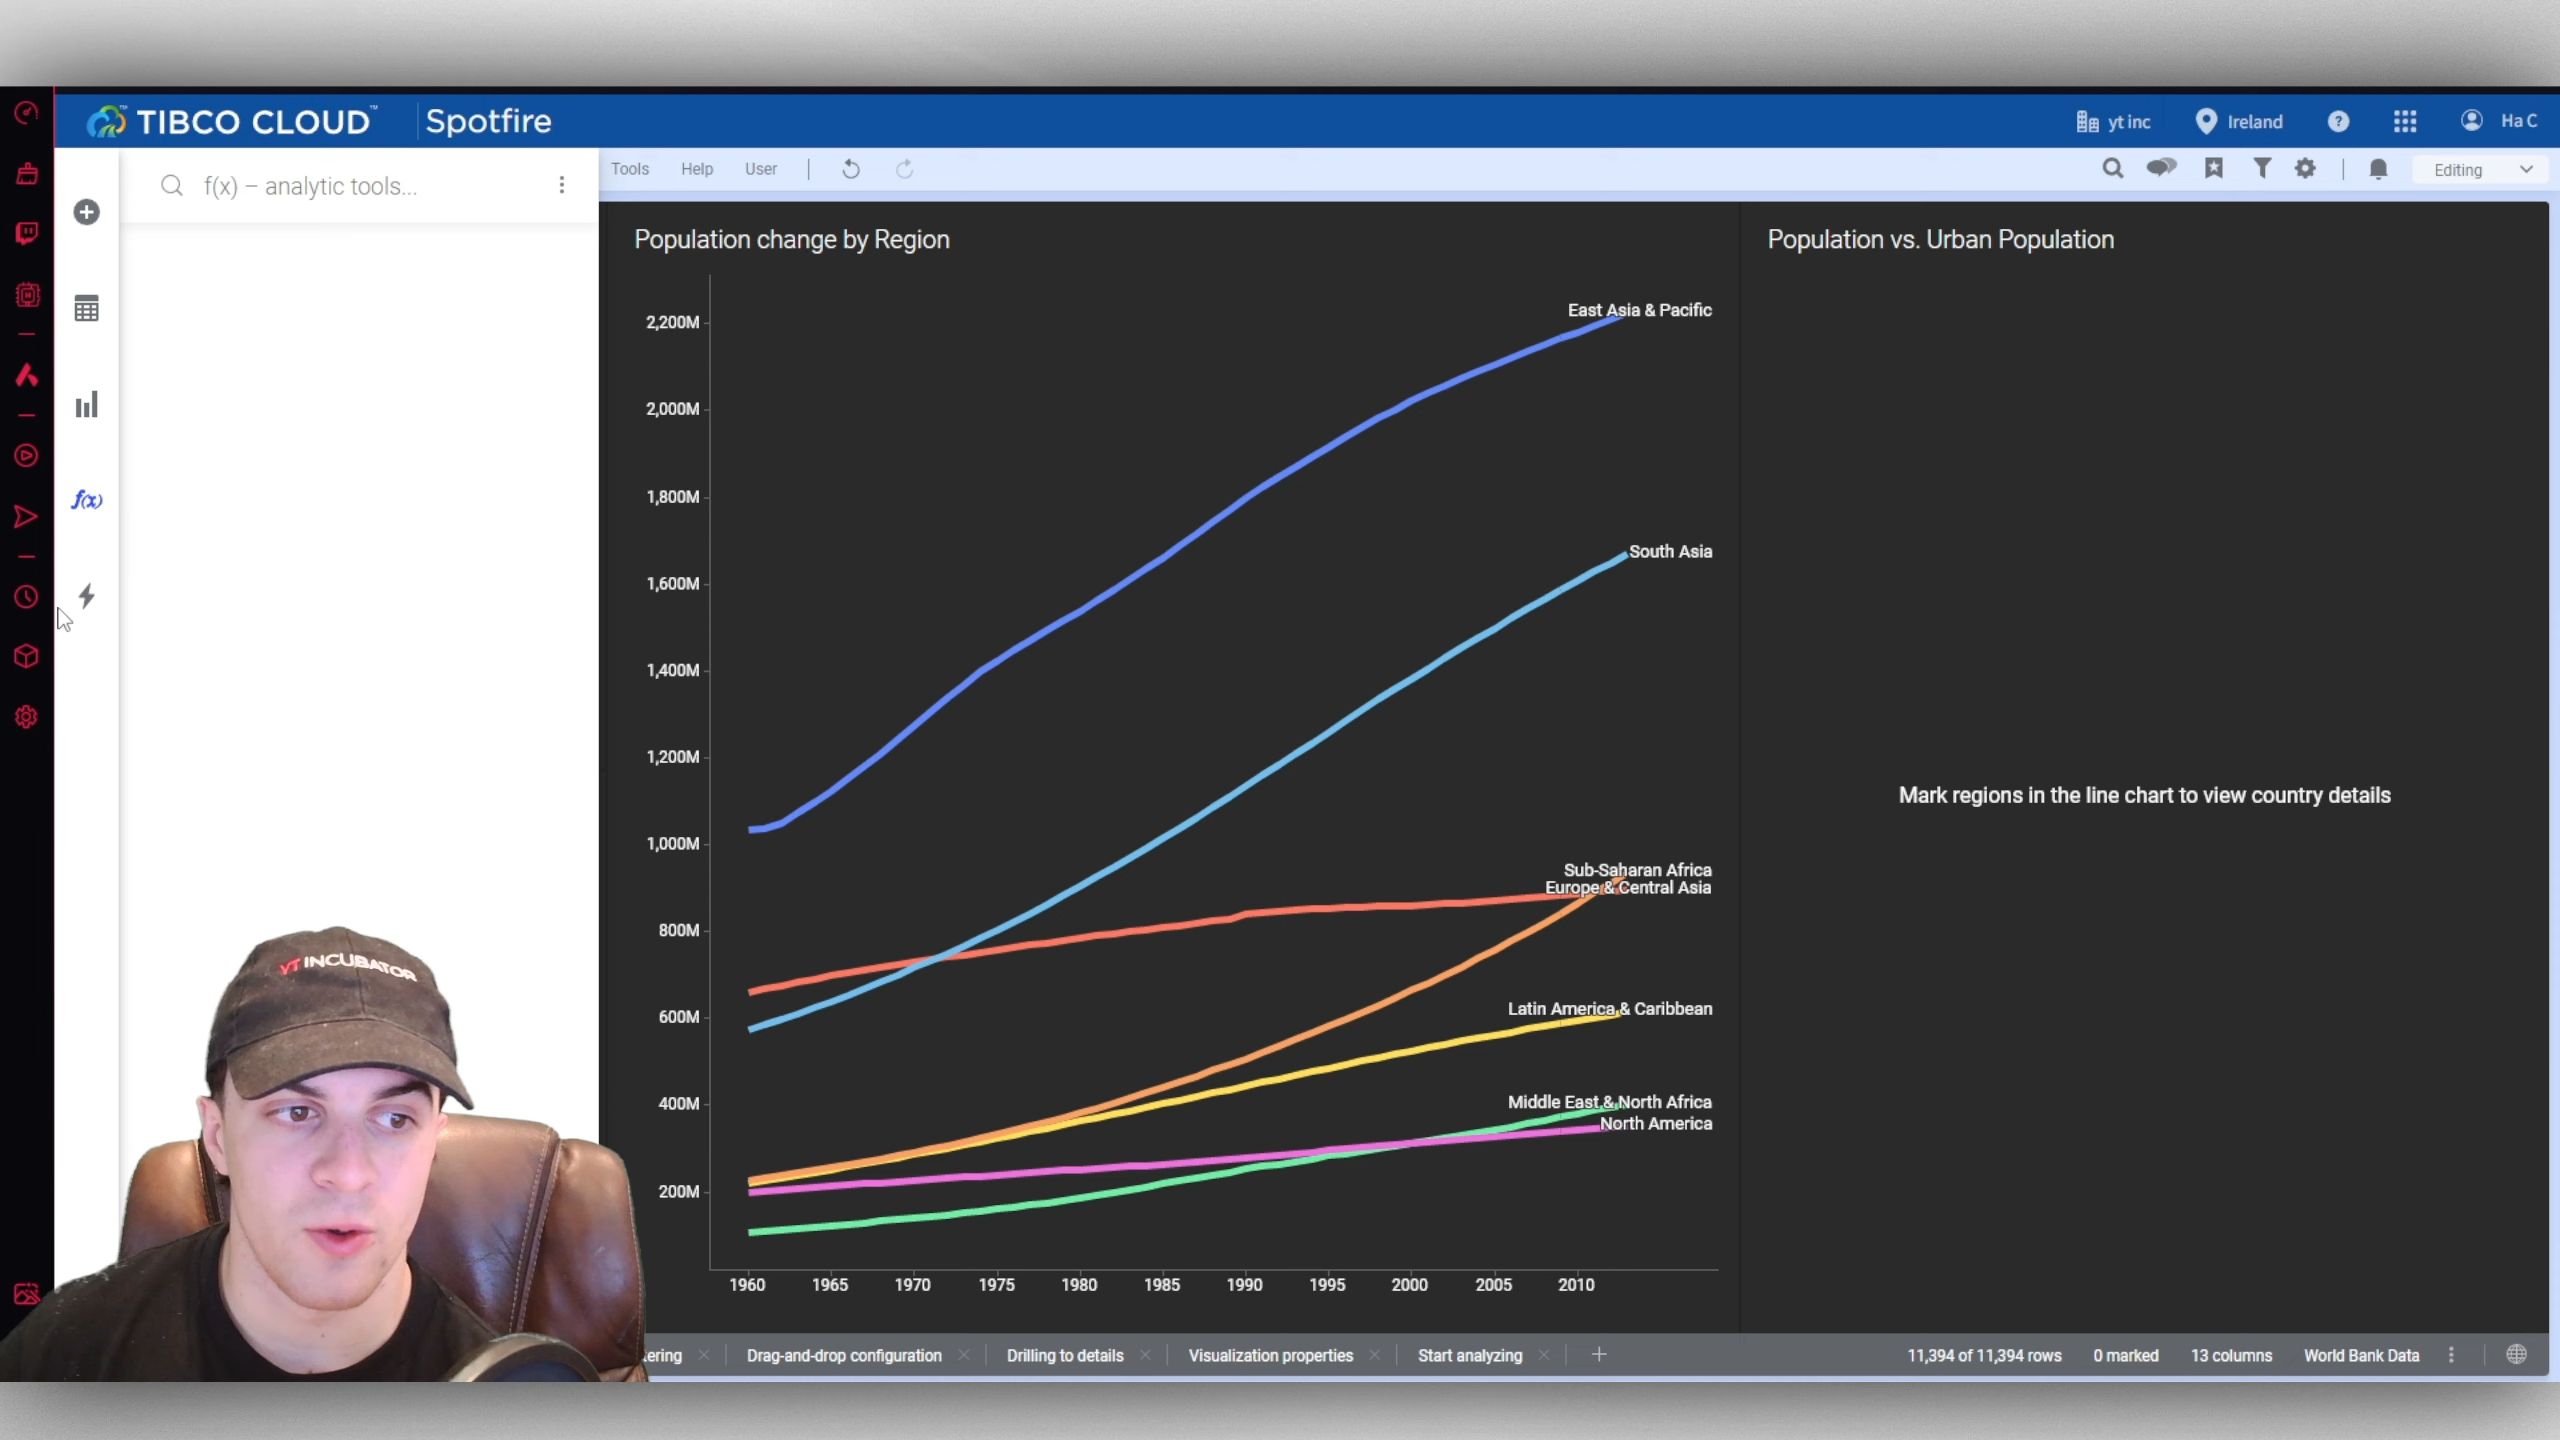 TIBCO CLOUD™ Spotfire
yt inc Ireland ? Ha C
f(x) – analytic tools...
Tools Help User
Editing
f(x)
Population change by Region
Population vs. Urban Population
2,200M
2,000M
1,800M
1,600M
1,400M
1,200M
1,000M
800M
600M
400M
200M
East Asia & Pacific
South Asia
Sub-Saharan Africa
Europe & Central Asia
Latin America & Caribbean
Middle East & North Africa
North America
1960 1965 1970 1975 1980 1985 1990 1995 2000 2005 2010
Mark regions in the line chart to view country details
YT INCUBATOR
ering Drag-and-drop configuration Drilling to details Visualization properties Start analyzing +
11,394 of 11,394 rows 0 marked 13 columns World Bank Data